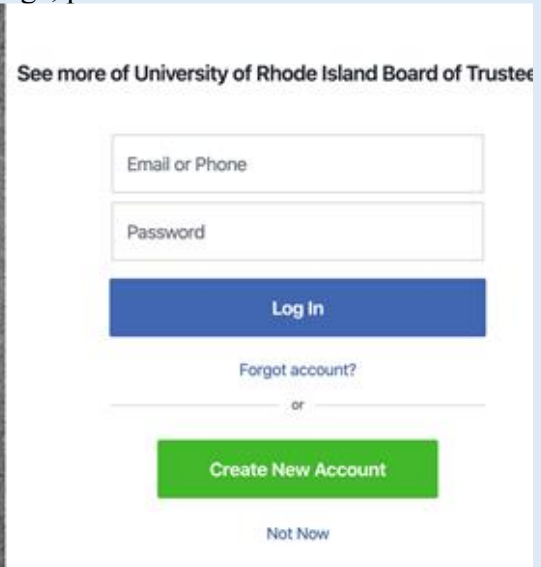 See more of University of Rhode Island Board of Trustee
Email or Phone
Password
Log In
Forgot account?
or
Create New Account
Not Now